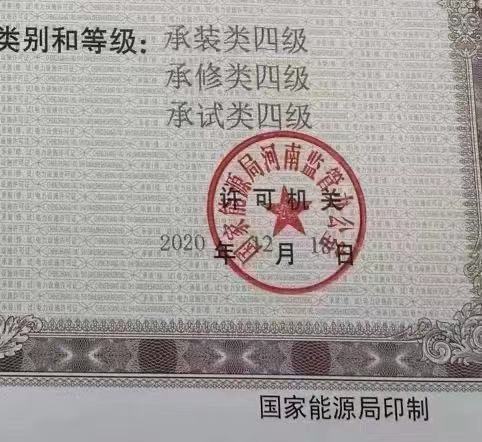 类别和等级：承装类四级
承修类四级
承试类四级
国家能源局河南监管办公室
许可机关
2020 年 12 月 18 日
国家能源局印制